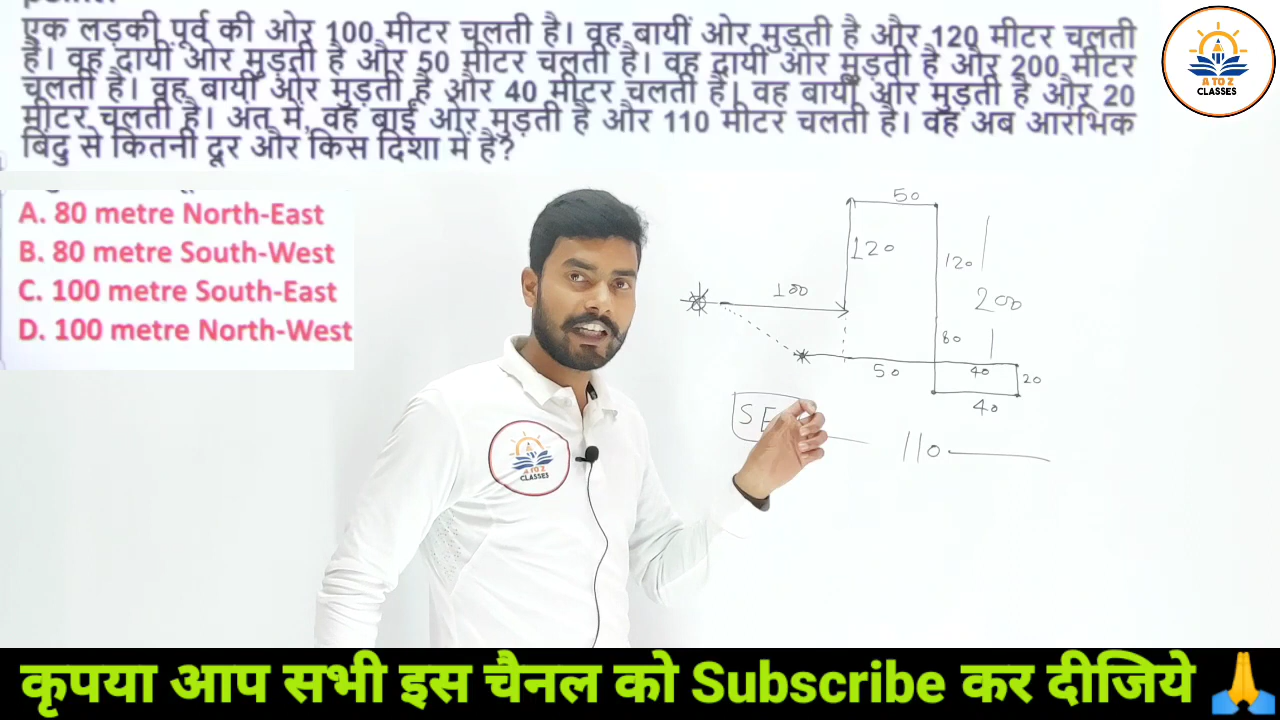 एक लड़की पूर्व की ओर 100 मीटर चलती है। वह बायीं ओर मुड़ती है और 120 मीटर चलती
है। वह दायीं ओर मुड़ती है और 50 मीटर चलती है। वह दायीं ओर मुड़ती है और 200 मीटर
चलती है। वह बायीं ओर मुड़ती है और 40 मीटर चलती है। वह बायीं ओर मुड़ती है और 20
मीटर चलती है। अंत में, वह बाईं ओर मुड़ती है और 110 मीटर चलती है। वह अब आरंभिक
बिंदु से कितनी दूर और किस दिशा में है?
A TO Z
CLASSES
A. 80 metre North-East
B. 80 metre South-West
C. 100 metre South-East
D. 100 metre North-West
50
120
120
100
200
80
50
40
20
40
SE
110
A TO Z
CLASSES
कृपया आप सभी इस चैनल को Subscribe कर दीजिये 🙏